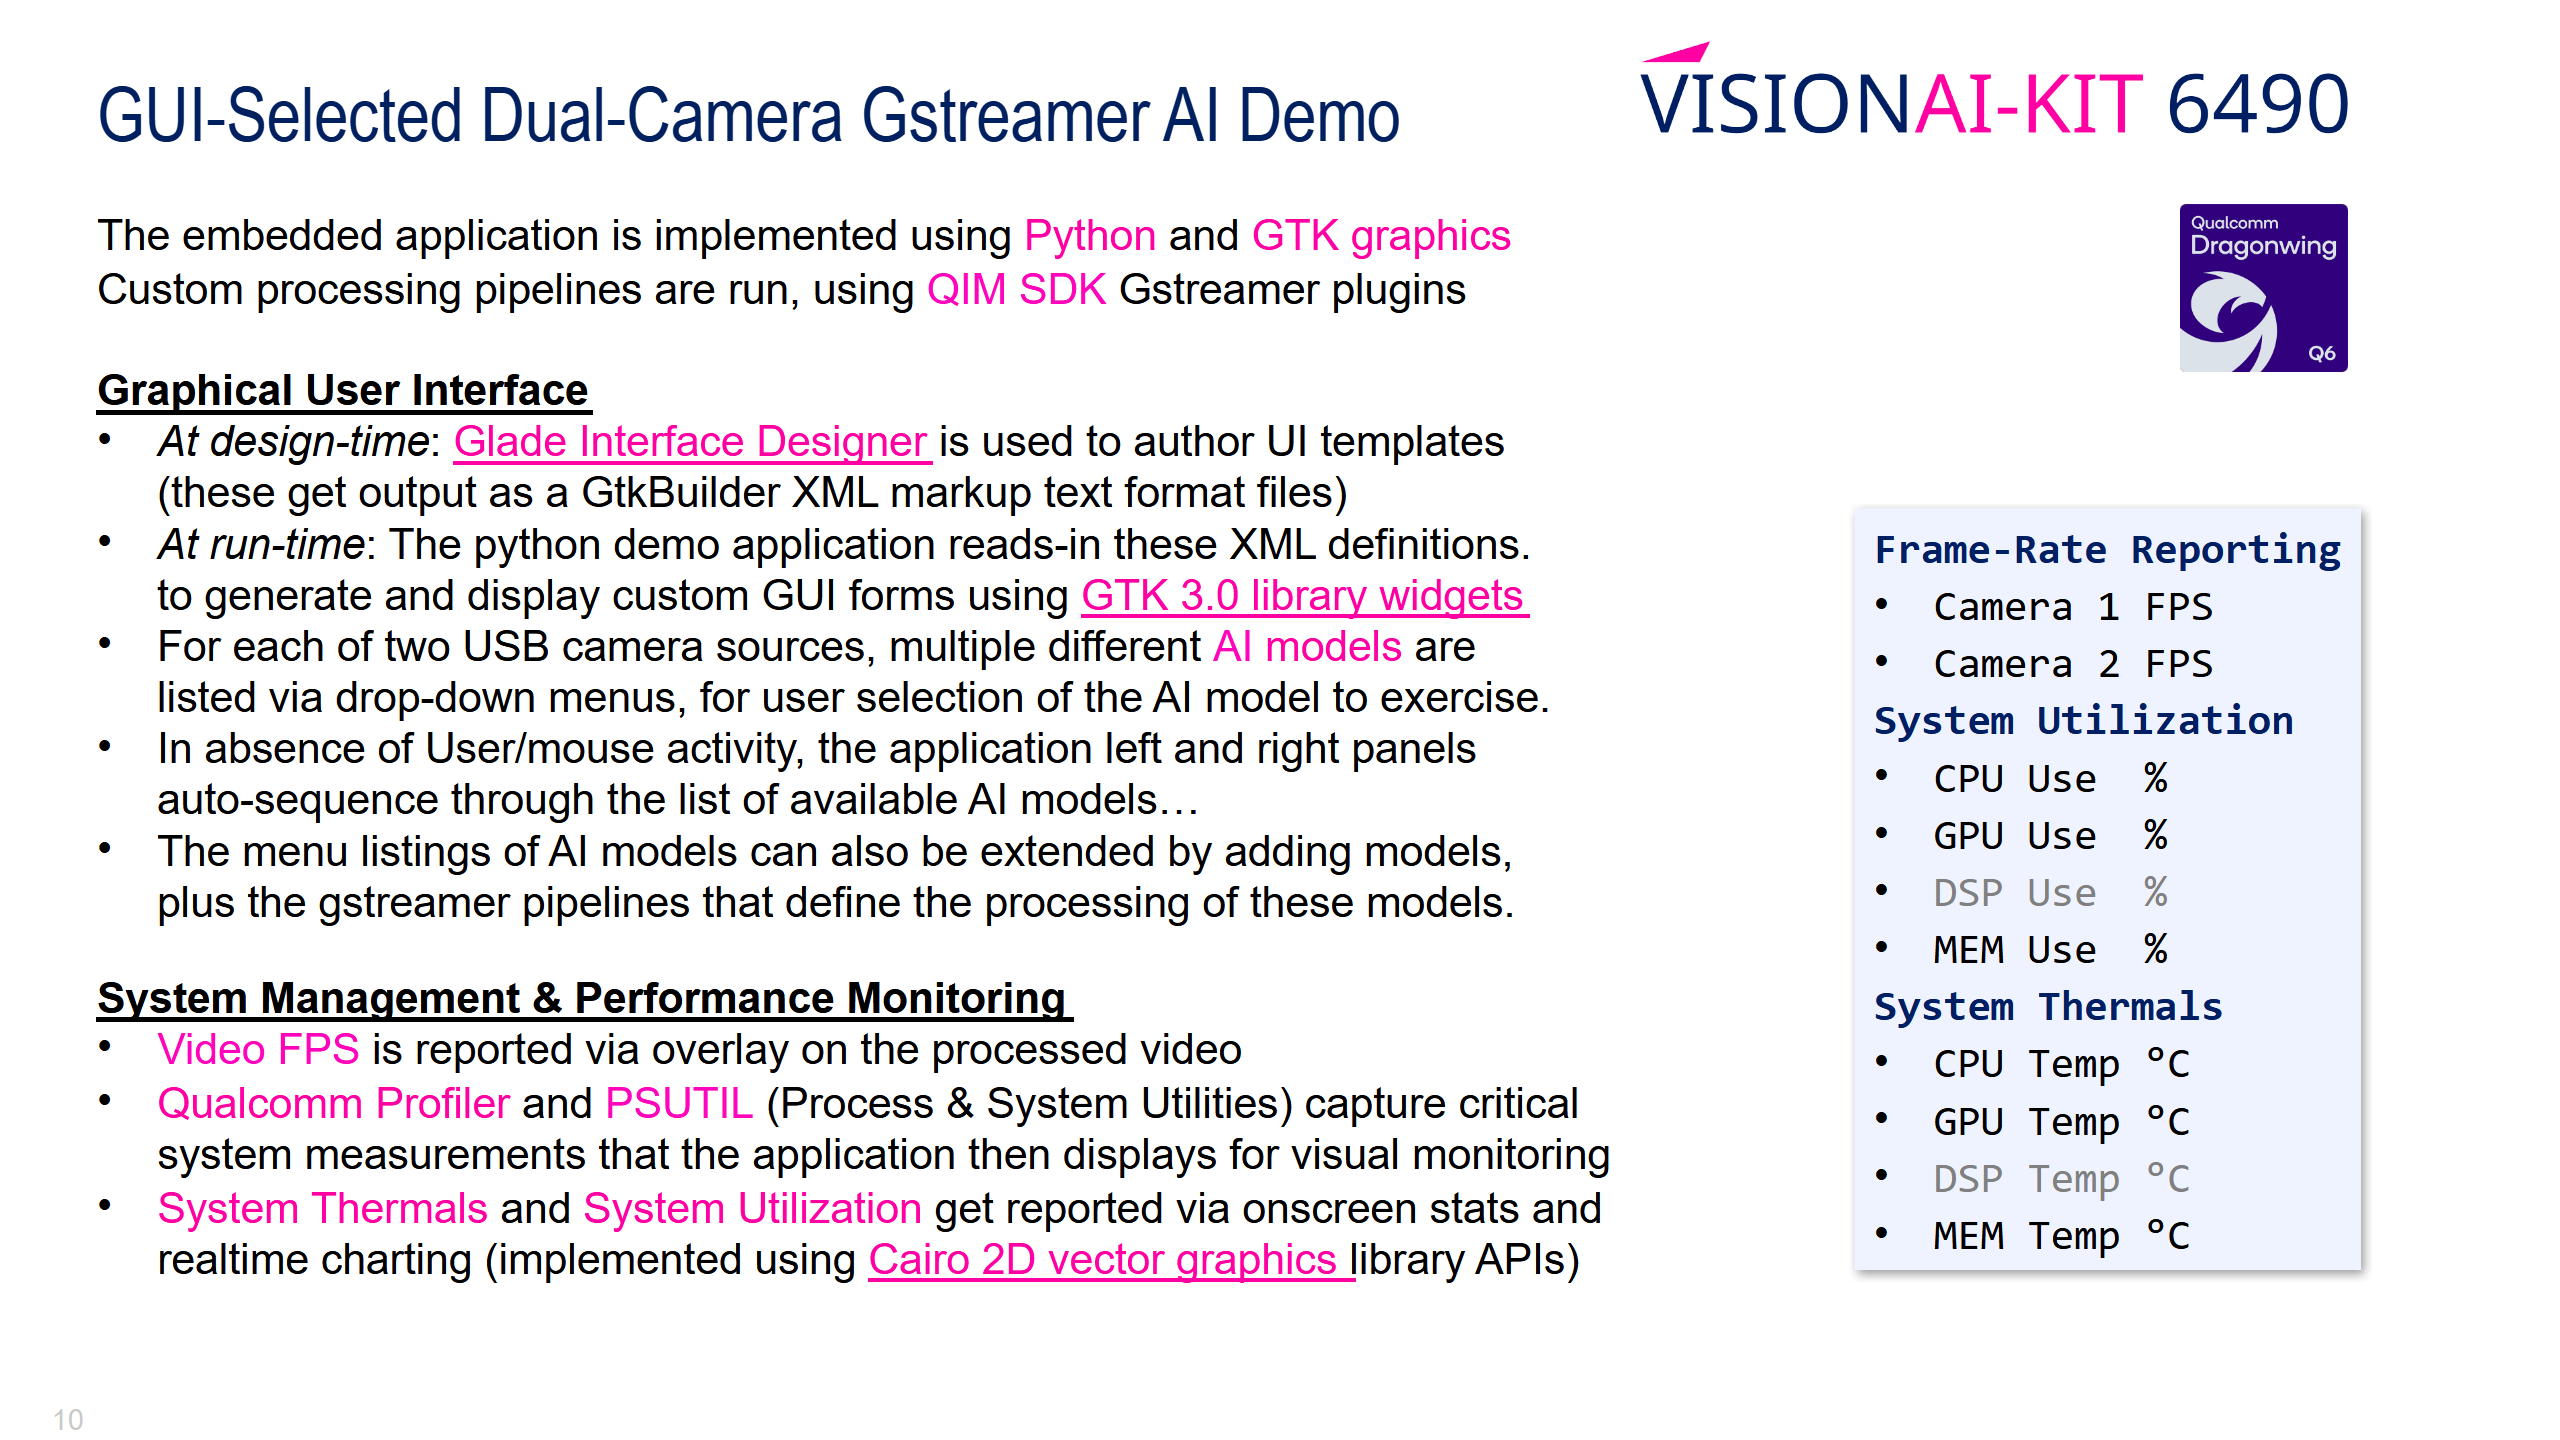 GUI-Selected Dual-Camera Gstreamer AI Demo
VISIONAI-KIT 6490
The embedded application is implemented using Python and GTK graphics
Custom processing pipelines are run, using QIM SDK Gstreamer plugins
Qualcomm
Dragonwing
Q6
Graphical User Interface
• At design-time: Glade Interface Designer is used to author UI templates
(these get output as a GtkBuilder XML markup text format files)
• At run-time: The python demo application reads-in these XML definitions.
to generate and display custom GUI forms using GTK 3.0 library widgets
• For each of two USB camera sources, multiple different AI models are
listed via drop-down menus, for user selection of the AI model to exercise.
• In absence of User/mouse activity, the application left and right panels
auto-sequence through the list of available AI models…
• The menu listings of AI models can also be extended by adding models,
plus the gstreamer pipelines that define the processing of these models.
System Management & Performance Monitoring
• Video FPS is reported via overlay on the processed video
• Qualcomm Profiler and PSUTIL (Process & System Utilities) capture critical
system measurements that the application then displays for visual monitoring
• System Thermals and System Utilization get reported via onscreen stats and
realtime charting (implemented using Cairo 2D vector graphics library APIs)
Frame-Rate Reporting
• Camera 1 FPS
• Camera 2 FPS
System Utilization
• CPU Use %
• GPU Use %
• DSP Use %
• MEM Use %
System Thermals
• CPU Temp °C
• GPU Temp °C
• DSP Temp °C
• MEM Temp °C
10